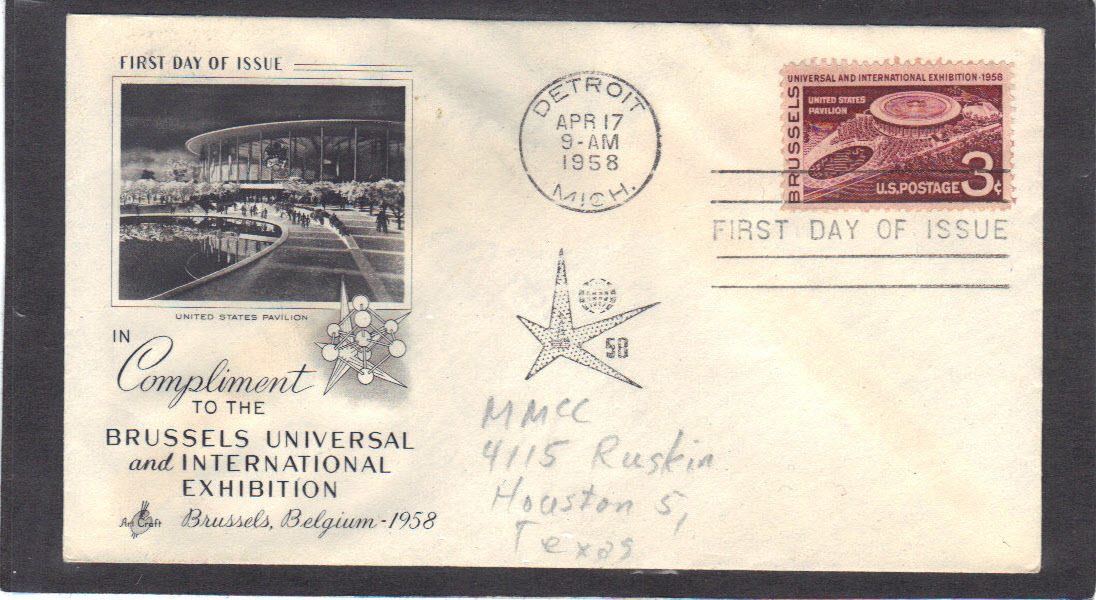 FIRST DAY OF ISSUE
UNITED STATES PAVILION
IN
Compliment
TO THE
BRUSSELS UNIVERSAL
and INTERNATIONAL
EXHIBITION
Art Craft
Brussels, Belgium-1958
DETROIT
APR 17
9-AM
1958
MICH.
UNIVERSAL AND INTERNATIONAL EXHIBITION·1958
BRUSSELS
UNITED STATES
PAVILION
U.S.POSTAGE 3¢
FIRST DAY OF ISSUE
58
MMCC
4115 Ruskin
Houston 5,
Texas